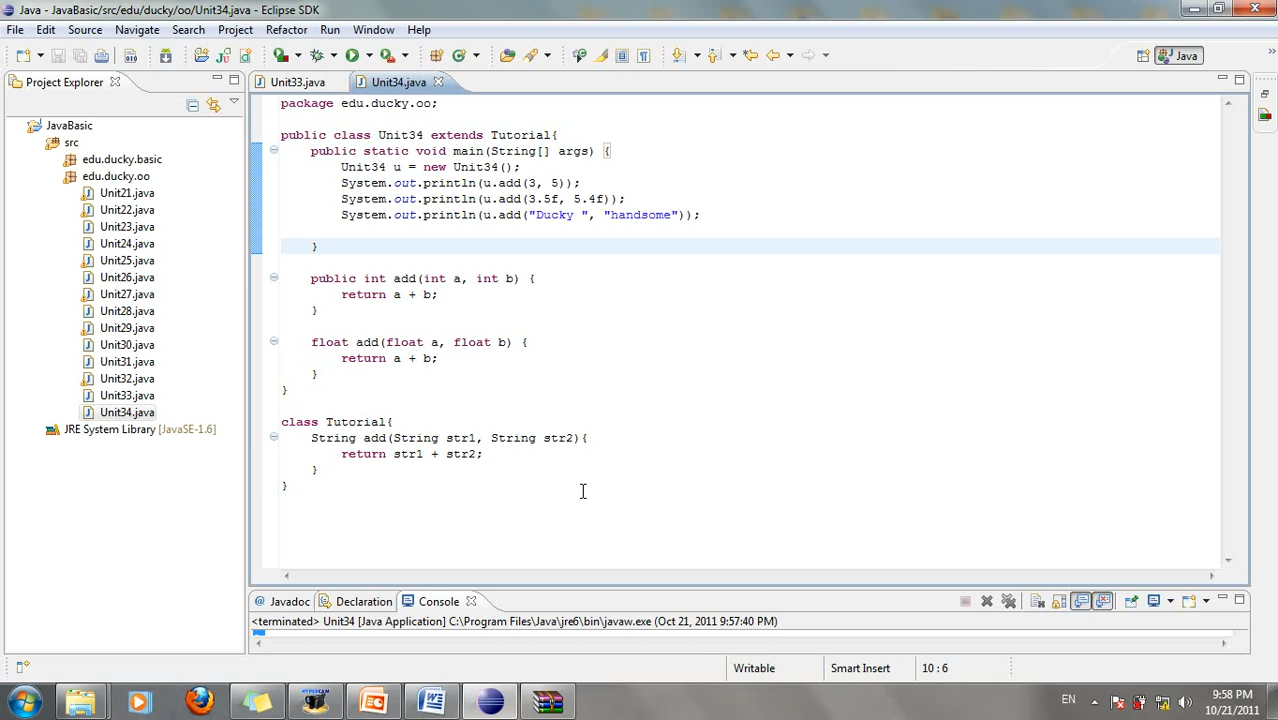 Java - JavaBasic/src/edu/ducky/oo/Unit34.java - Eclipse SDK
File Edit Source Navigate Search Project Refactor Run Window Help
Java
Project Explorer
JavaBasic
src
edu.ducky.basic
edu.ducky.oo
Unit21.java
Unit22.java
Unit23.java
Unit24.java
Unit25.java
Unit26.java
Unit27.java
Unit28.java
Unit29.java
Unit30.java
Unit31.java
Unit32.java
Unit33.java
Unit34.java
JRE System Library [JavaSE-1.6]
Unit33.java Unit34.java
package edu.ducky.oo;
public class Unit34 extends Tutorial{
public static void main(String[] args) {
Unit34 u = new Unit34();
System.out.println(u.add(3, 5));
System.out.println(u.add(3.5f, 5.4f));
System.out.println(u.add("Ducky ", "handsome"));
}
public int add(int a, int b) {
return a + b;
}
float add(float a, float b) {
return a + b;
}
}
class Tutorial{
String add(String str1, String str2){
return str1 + str2;
}
}
@ Javadoc Declaration Console
<terminated> Unit34 [Java Application] C:\Program Files\Java\jre6\bin\javaw.exe (Oct 21, 2011 9:57:40 PM)
Writable Smart Insert 10 : 6
HYPERCAM
EN
9:58 PM
10/21/2011